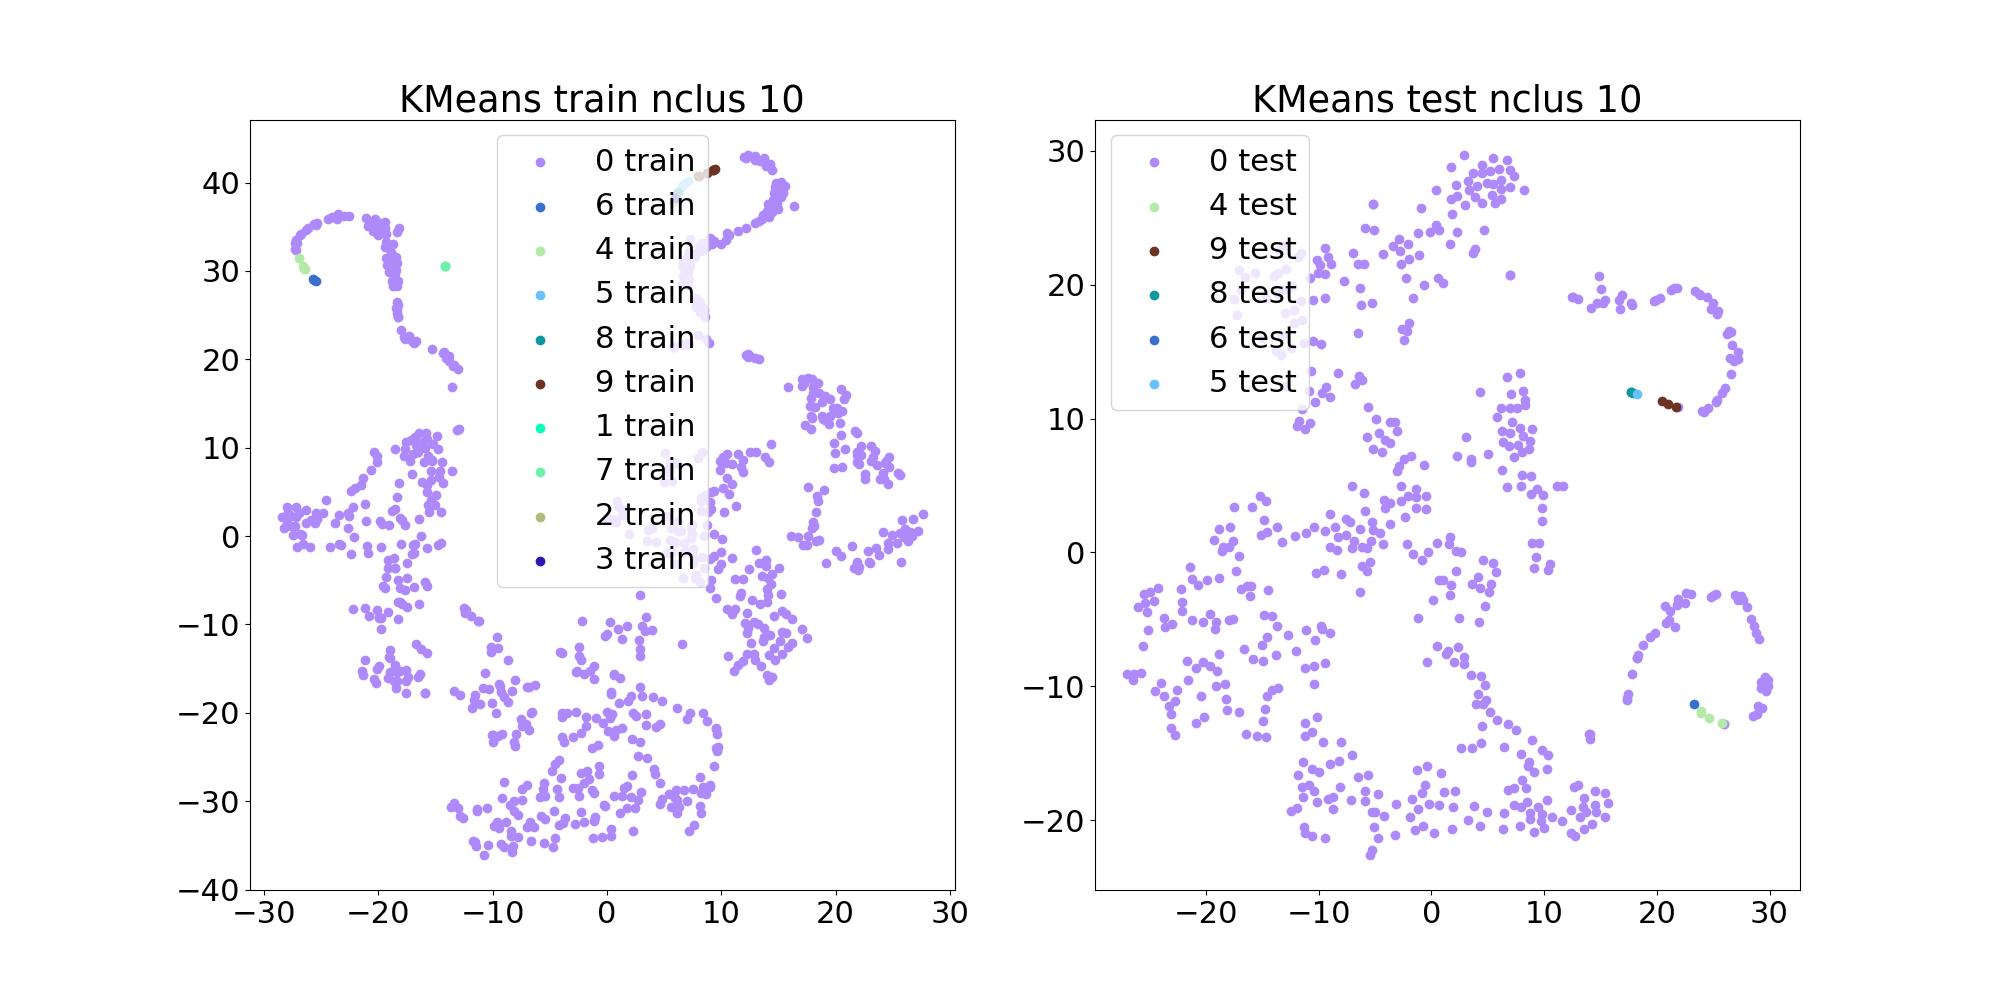 KMeans train nclus 10
40
30
20
10
0
−10
−20
−30
−40
−30 −20 −10 0 10 20 30
0 train
6 train
4 train
5 train
8 train
9 train
1 train
7 train
2 train
3 train
KMeans test nclus 10
30
20
10
0
−10
−20
−20 −10 0 10 20 30
0 test
4 test
9 test
8 test
6 test
5 test